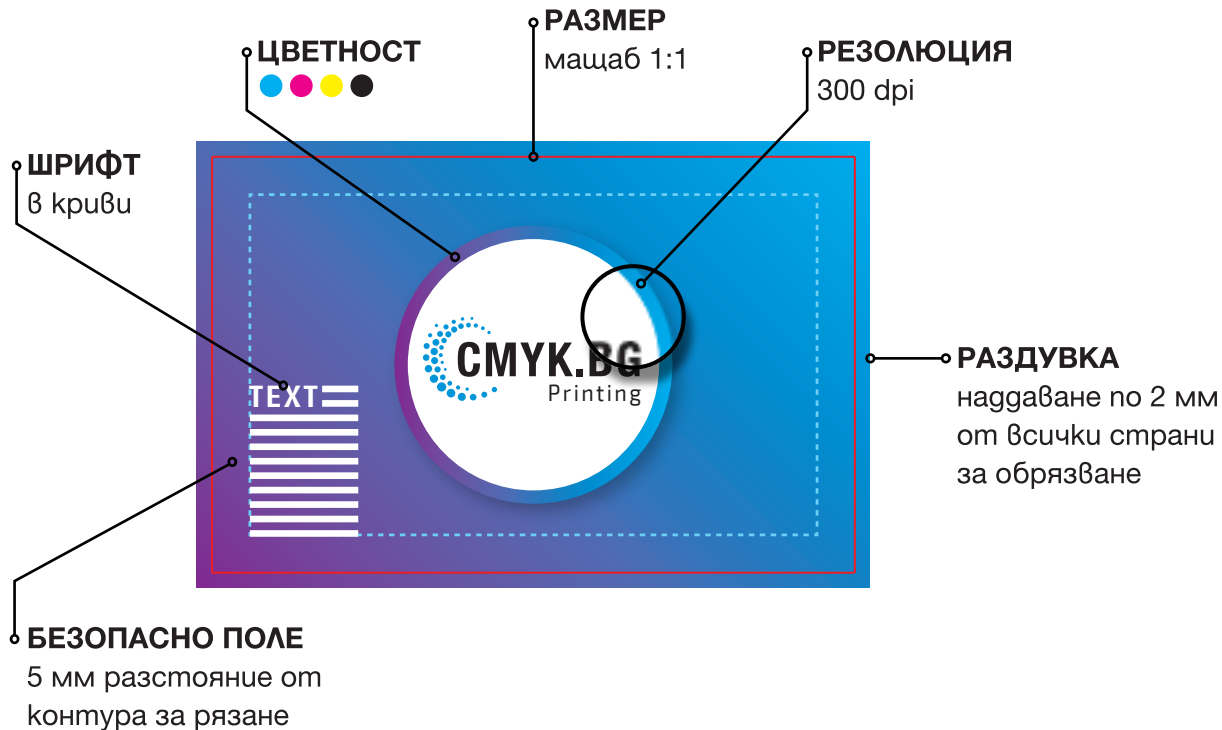 РАЗМЕР
мащаб 1:1
ЦВЕТНОСТ
РЕЗОЛЮЦИЯ
300 dpi
ШРИФТ
в криви
CMYK.BG
Printing
TEXT
РАЗДУВКА
наддаване по 2 мм
от всички страни
за обрязване
БЕЗОПАСНО ПОЛЕ
5 мм разстояние от
контура за рязане